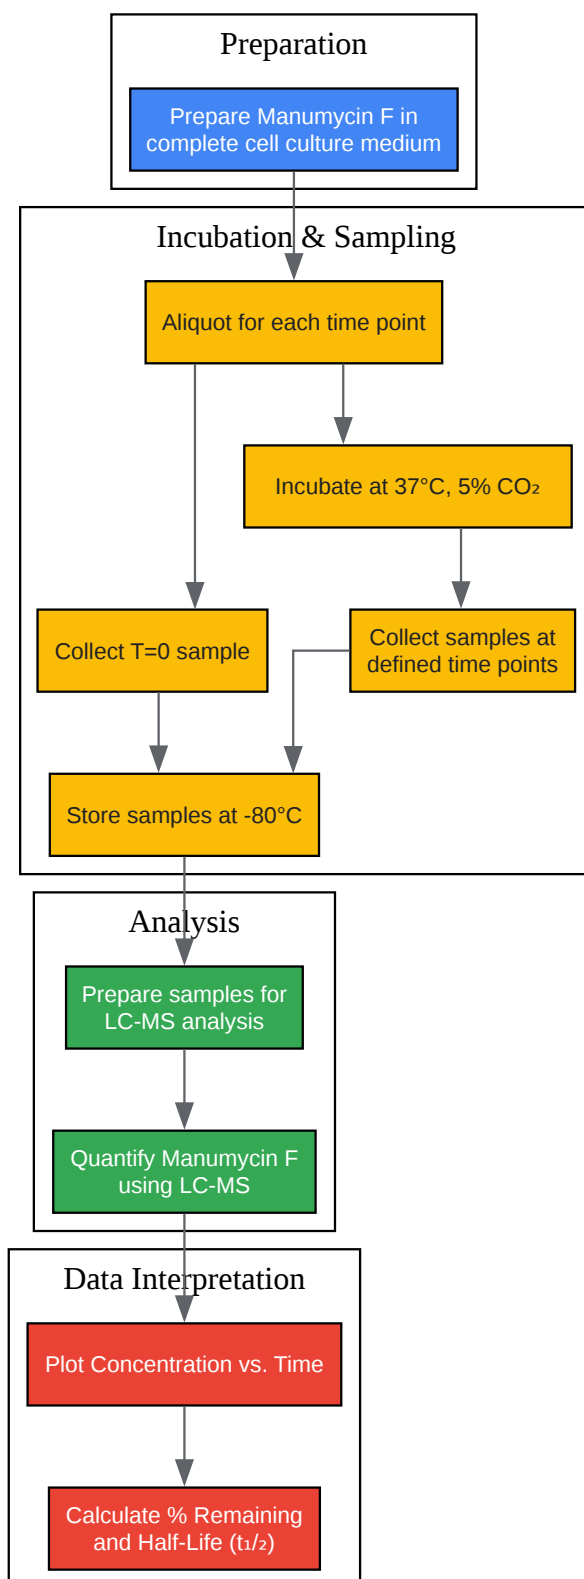 Preparation
Prepare Manumycin F in
complete cell culture medium
Incubation & Sampling
Aliquot for each time point
Incubate at 37°C, 5% CO₂
Collect T=0 sample
Collect samples at
defined time points
Store samples at -80°C
Analysis
Prepare samples for
LC-MS analysis
Quantify Manumycin F
using LC-MS
Data Interpretation
Plot Concentration vs. Time
Calculate % Remaining
and Half-Life (t₁/₂)